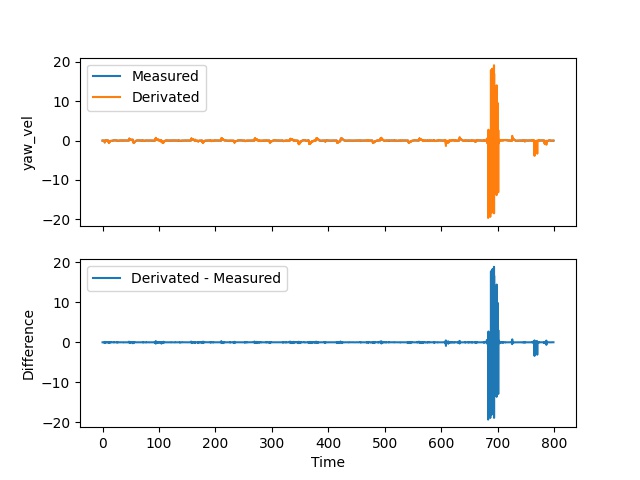 20
10
0
−10
−20
yaw_vel
Measured
Derivated
20
10
0
−10
−20
Difference
Derivated - Measured
0 100 200 300 400 500 600 700 800
Time